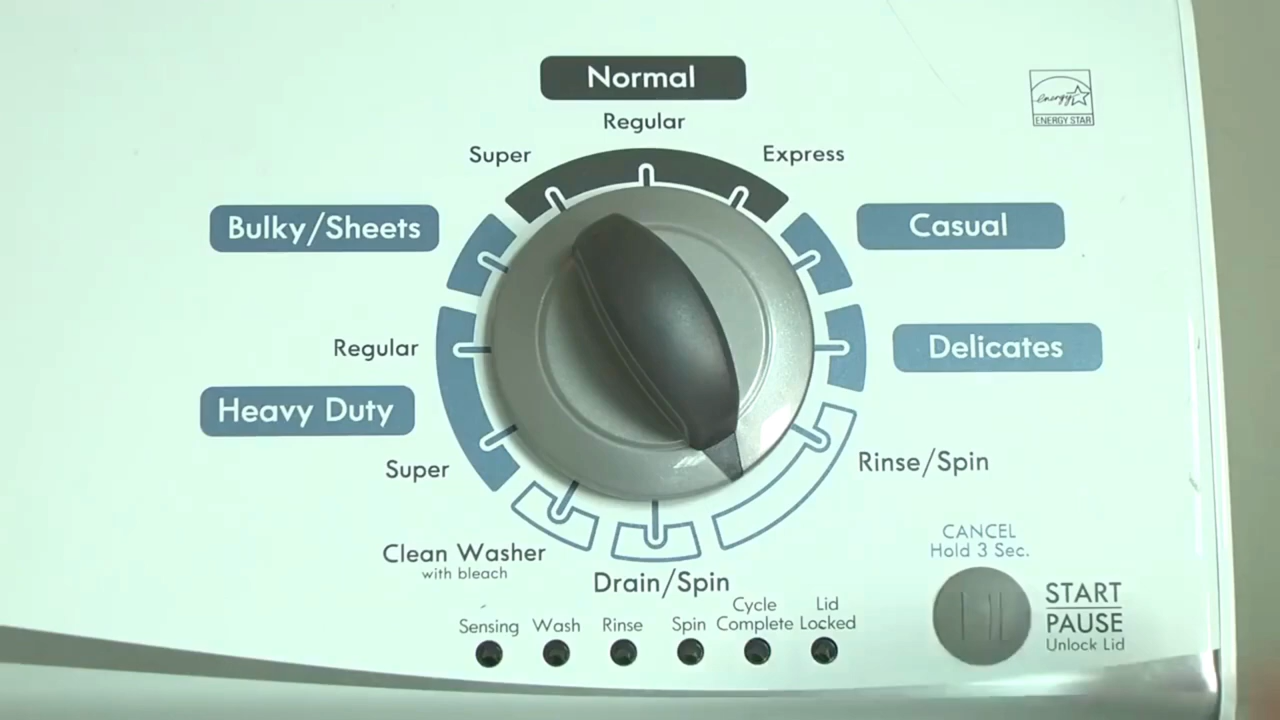 Normal
Regular
Super
Express
energy
ENERGY STAR
Bulky/Sheets
Casual
Regular
Delicates
Heavy Duty
Super
Rinse/Spin
Clean Washer
with bleach
Drain/Spin
CANCEL
Hold 3 Sec.
START
PAUSE
Unlock Lid
Sensing
Wash
Rinse
Spin
Cycle
Complete
Lid
Locked